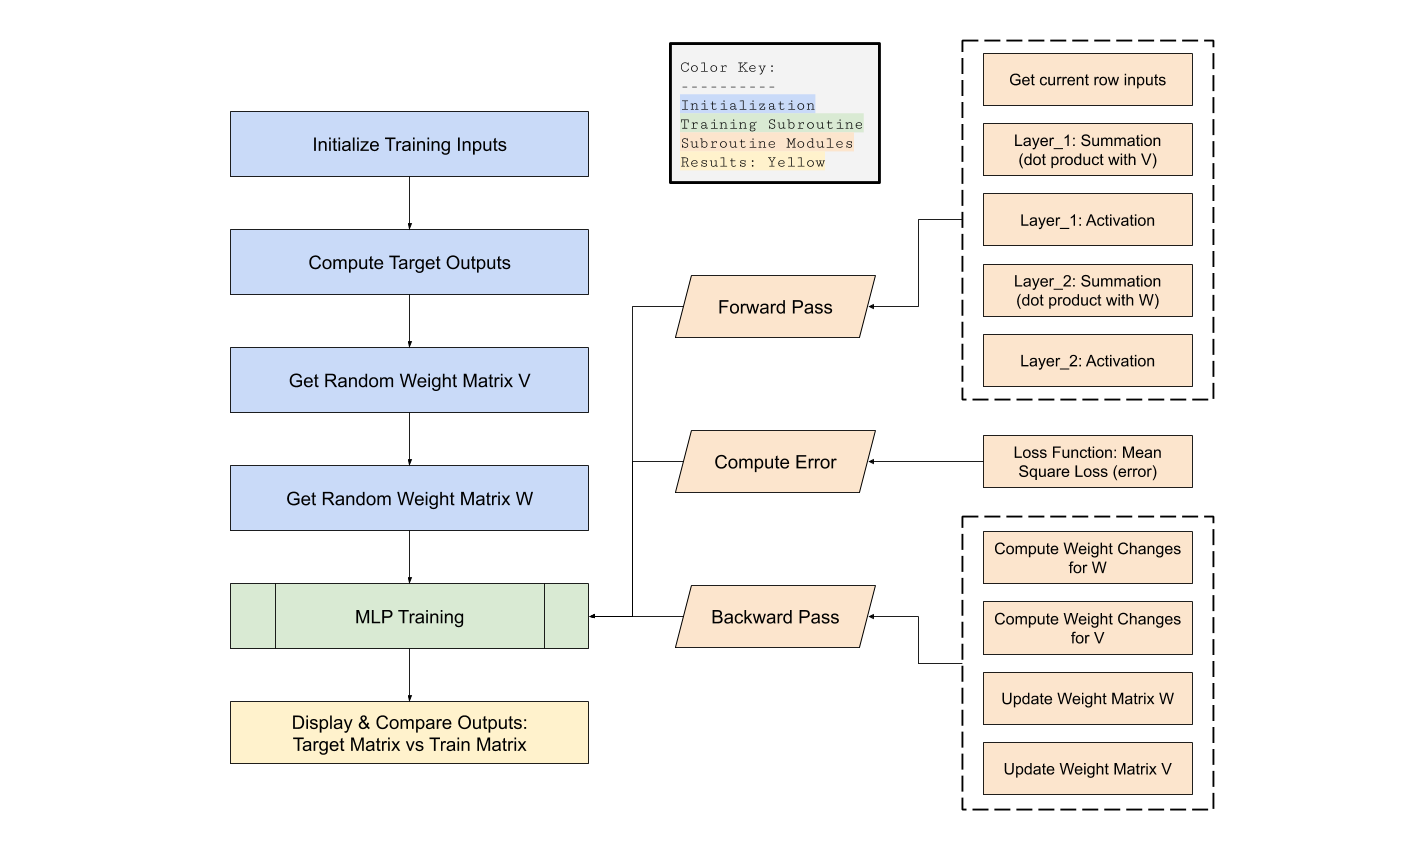 Initialize Training Inputs
Compute Target Outputs
Get Random Weight Matrix V
Get Random Weight Matrix W
MLP Training
Display & Compare Outputs:
Target Matrix vs Train Matrix
Color Key:
----------
Initialization
Training Subroutine
Subroutine Modules
Results: Yellow
Forward Pass
Compute Error
Backward Pass
Get current row inputs
Layer_1: Summation
(dot product with V)
Layer_1: Activation
Layer_2: Summation
(dot product with W)
Layer_2: Activation
Loss Function: Mean
Square Loss (error)
Compute Weight Changes
for W
Compute Weight Changes
for V
Update Weight Matrix W
Update Weight Matrix V